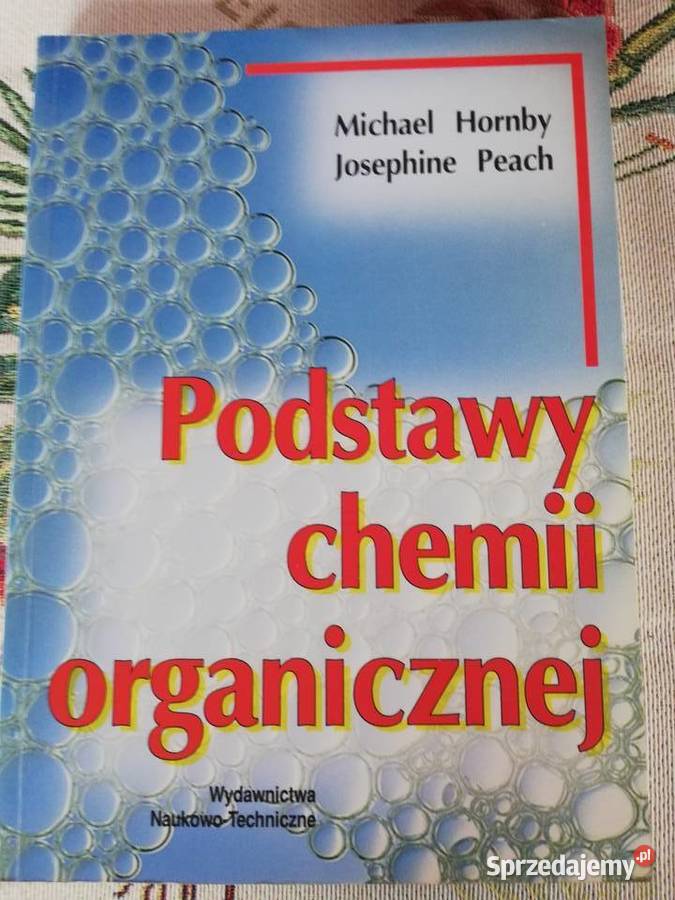 Michael Hornby
Josephine Peach
Podstawy
chemii
organicznej
Wydawnictwa
Naukowo-Techniczne
Sprzedajemy.pl